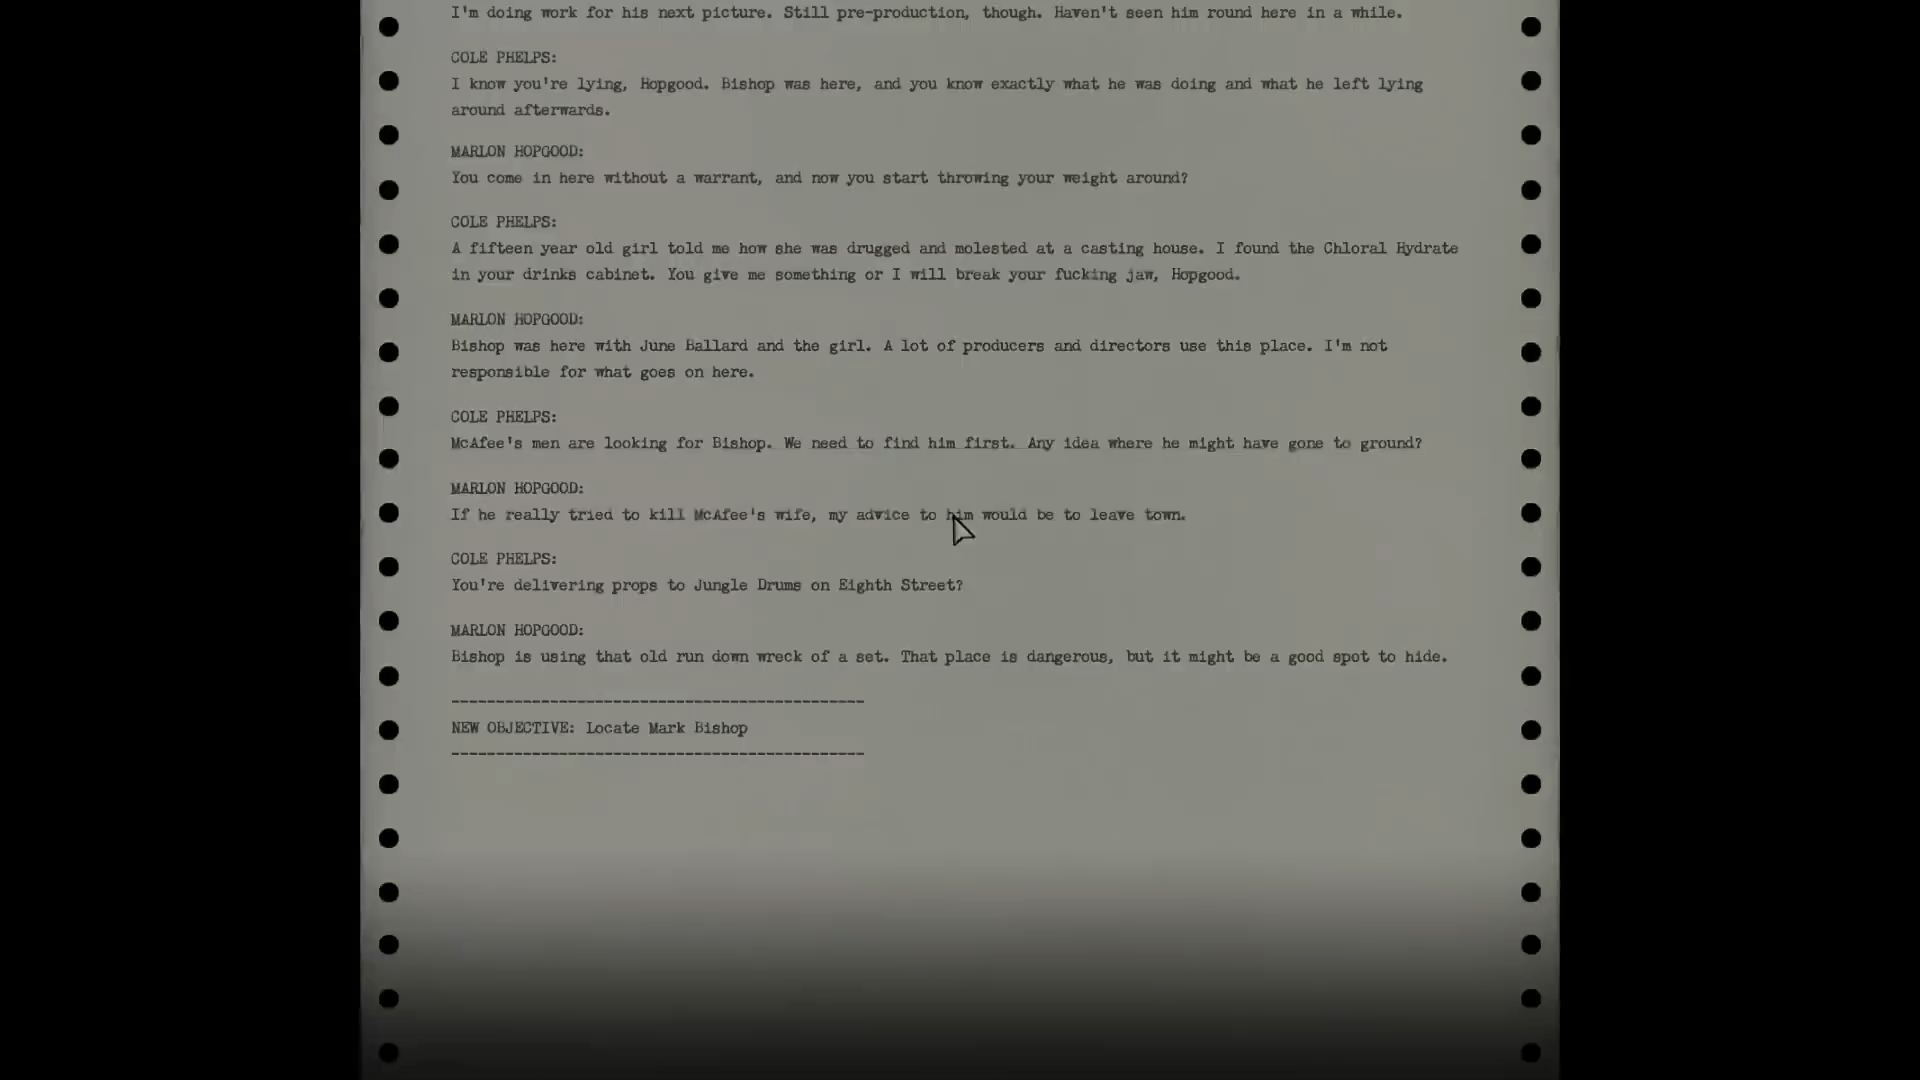 I'm doing work for his next picture. Still pre-production, though. Haven't seen him round here in a while.
COLE PHELPS:
I know you're lying, Hopgood. Bishop was here, and you know exactly what he was doing and what he left lying
around afterwards.
MARLON HOPGOOD:
You come in here without a warrant, and now you start throwing your weight around?
COLE PHELPS:
A fifteen year old girl told me how she was drugged and molested at a casting house. I found the Chloral Hydrate
in your drinks cabinet. You give me something or I will break your fucking jaw, Hopgood.
MARLON HOPGOOD:
Bishop was here with June Ballard and the girl. A lot of producers and directors use this place. I'm not
responsible for what goes on here.
COLE PHELPS:
McAfee's men are looking for Bishop. We need to find him first. Any idea where he might have gone to ground?
MARLON HOPGOOD:
If he really tried to kill McAfee's wife, my advice to him would be to leave town.
COLE PHELPS:
You're delivering props to Jungle Drums on Eighth Street?
MARLON HOPGOOD:
Bishop is using that old run down wreck of a set. That place is dangerous, but it might be a good spot to hide.
----------------------------------------------
NEW OBJECTIVE: Locate Mark Bishop
----------------------------------------------